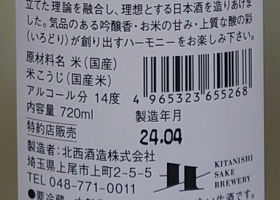 立てた理論を融合し、理想とする日本酒を造りあげまし
た。気品のある吟醸香・お米の甘み・上質な酸の彩
(いろどり)が創り出すハーモニーをお楽しみ下さい。
原材料名 米(国産)
米こうじ(国産米)
アルコール分 14度
内容量 720ml
特約店販売
4965323655268
製造年月
24.04
製造者:北西酒造株式会社
埼玉県上尾市上町2-5-5
TEL 048-771-0011
KITANISHI
SAKE
BREWERY